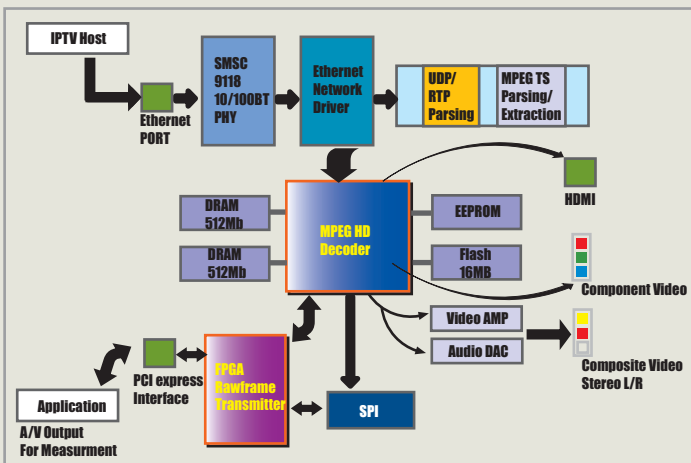 IPTV Host
Ethernet
PORT
SMSC
9118
10/100BT
PHY
Ethernet
Network
Driver
UDP/
RTP
Parsing
MPEG TS
Parsing/
Extraction
HDMI
DRAM
512Mb
DRAM
512Mb
MPEG HD
Decoder
EEPROM
Flash
16MB
Component Video
Video AMP
Audio DAC
Composite Video
Stereo L/R
PCI express
Interface
FPGA
Rawframe
Transmitter
SPI
Application
A/V Output
For Measurment